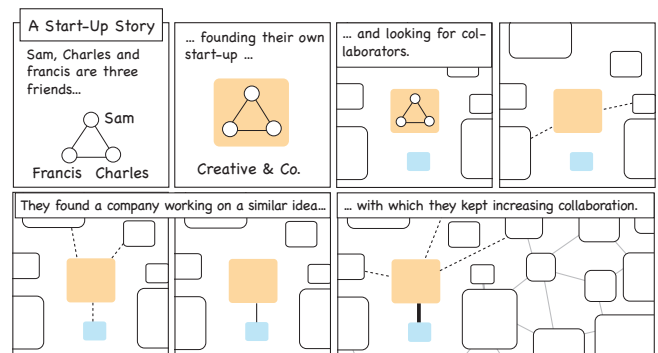 A Start-Up Story
Sam, Charles and
francis are three
friends...
Sam
Francis
Charles
... founding their own
start-up ...
Creative & Co.
... and looking for col-
laborators.
They found a company working on a similar idea...
... with which they kept increasing collaboration.